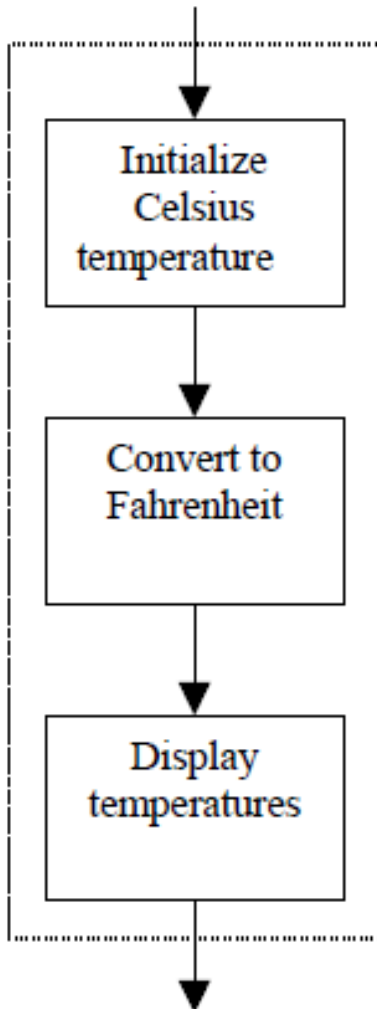 Initialize
Celsius
temperature
Convert to
Fahrenheit
Display
temperatures